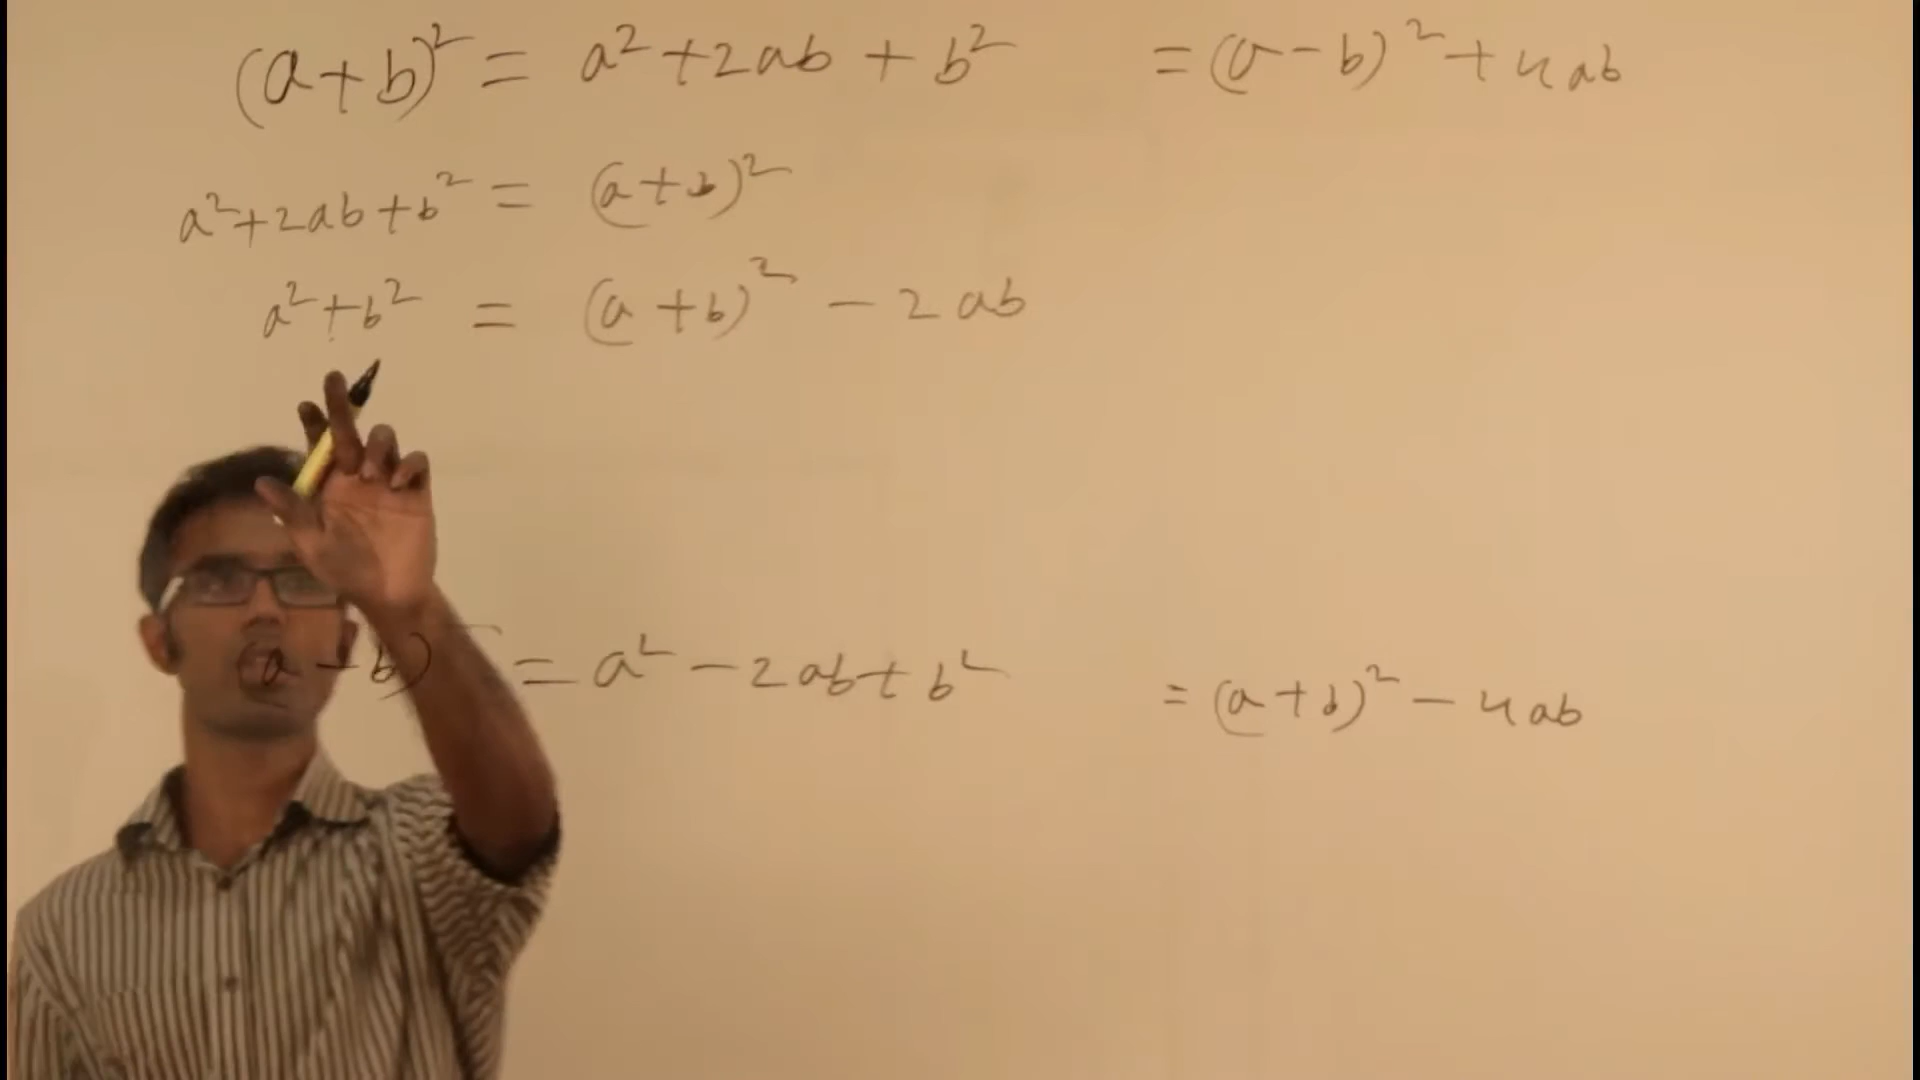 (a+b)² = a² + 2ab + b² = (a-b)² + 4ab
a² + 2ab + b² = (a+b)²
a² + b² = (a+b)² - 2ab
(a-b)² = a² - 2ab + b² = (a+b)² - 4ab